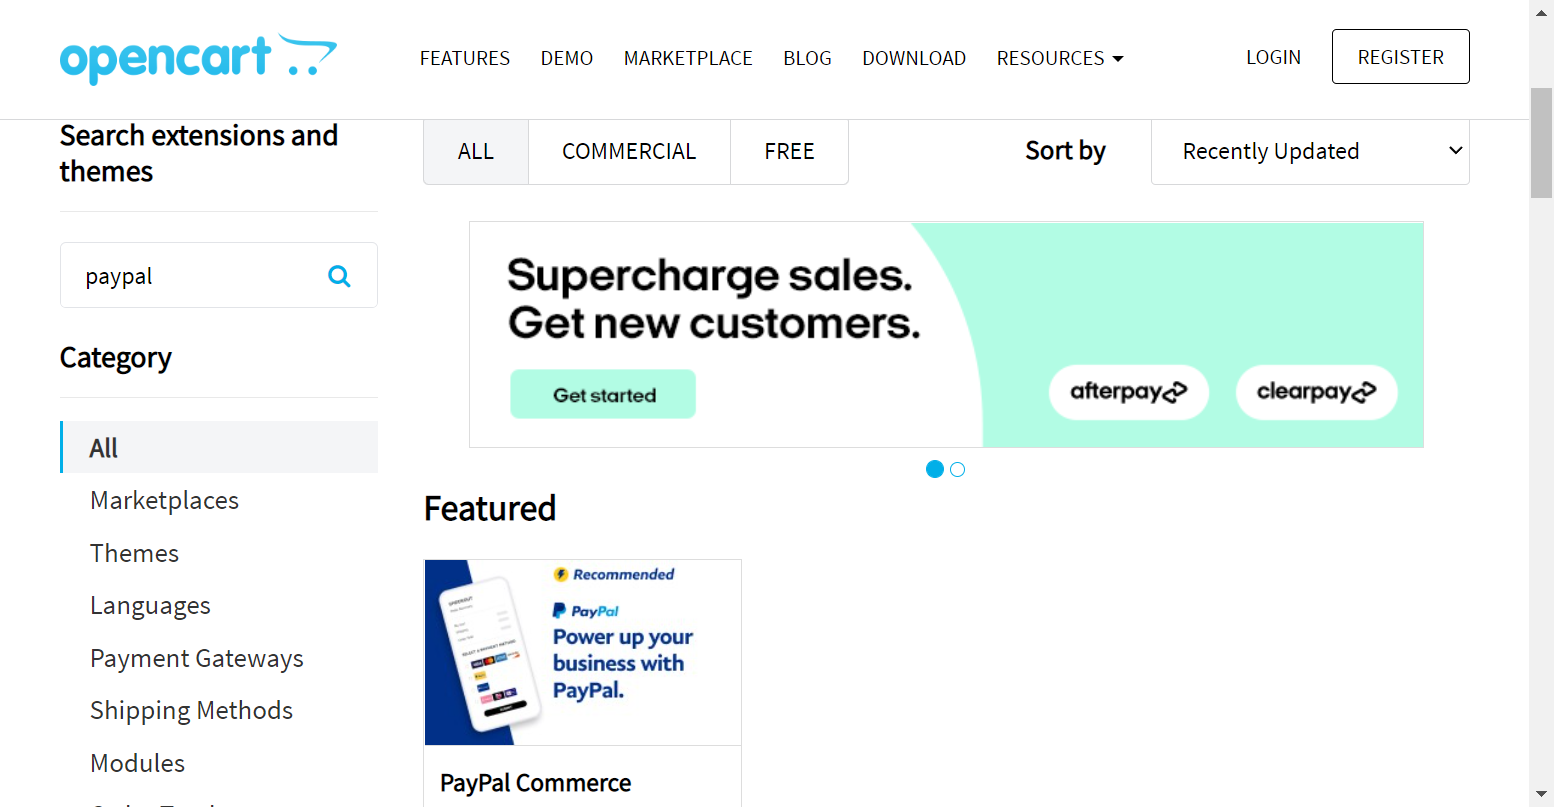 opencart
FEATURES DEMO MARKETPLACE BLOG DOWNLOAD RESOURCES
LOGIN REGISTER
Search extensions and
themes
paypal
Category
All
Marketplaces
Themes
Languages
Payment Gateways
Shipping Methods
Modules
ALL COMMERCIAL FREE
Sort by Recently Updated
Supercharge sales.
Get new customers.
Get started
afterpay clearpay
Featured
Recommended
PayPal
Power up your
business with
PayPal.
PayPal Commerce